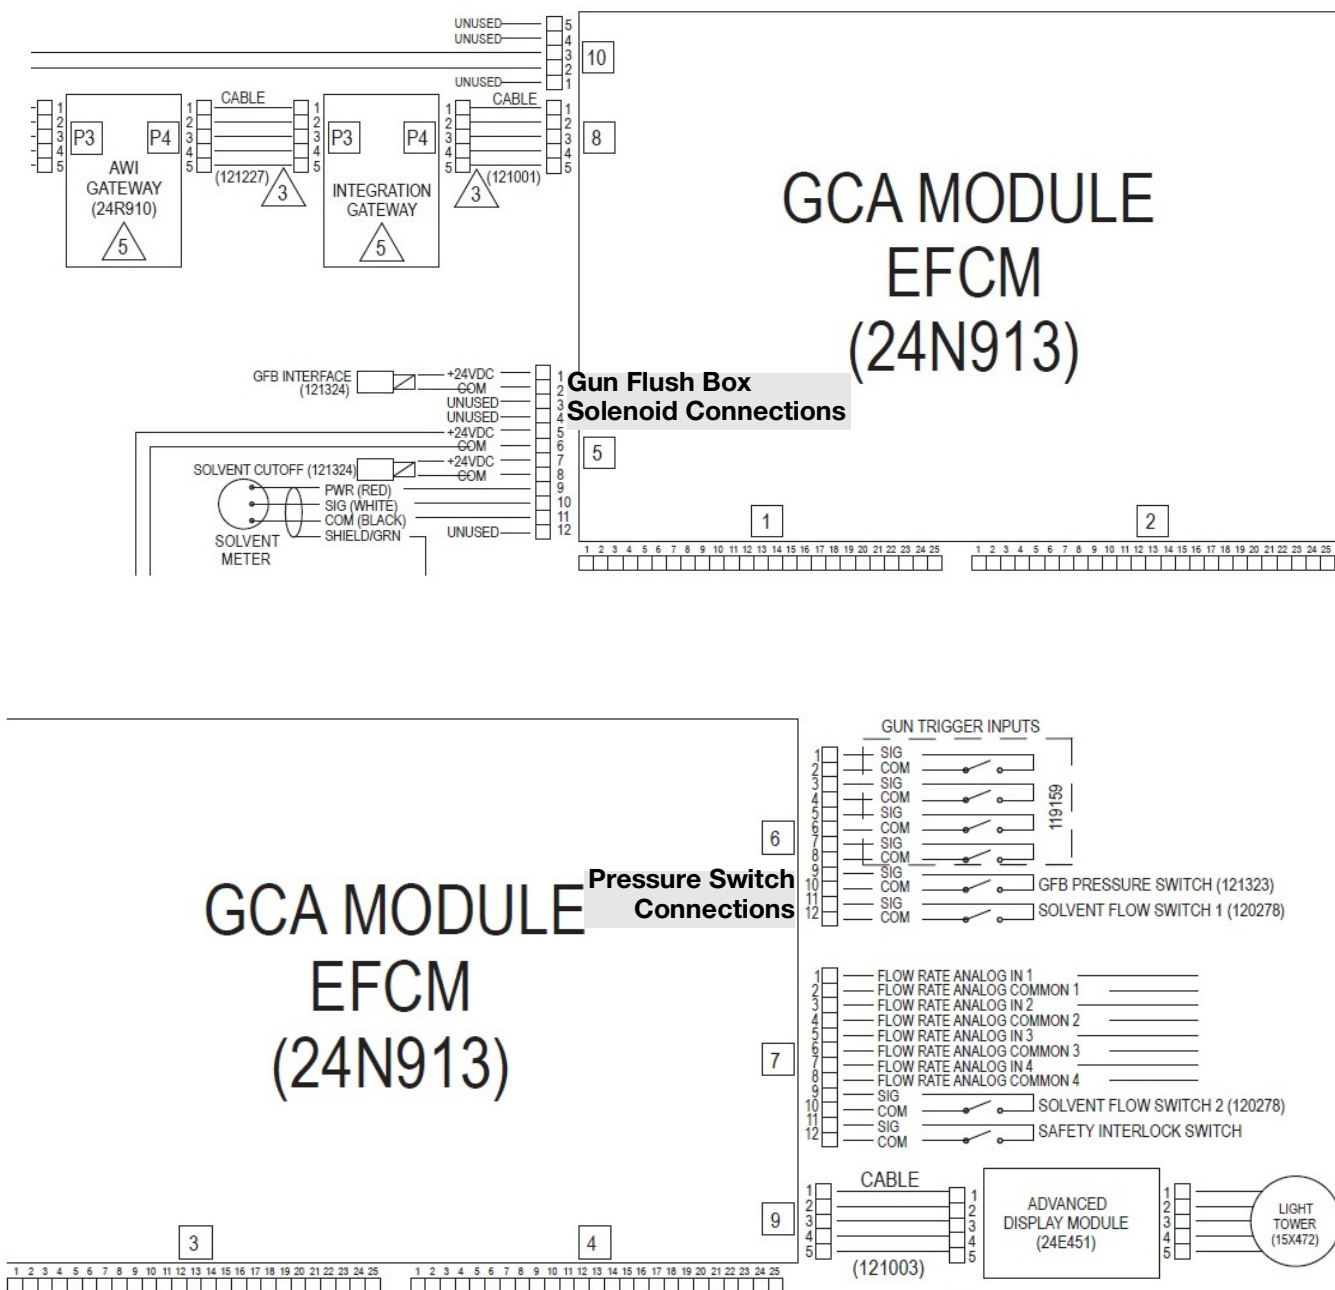 UNUSED 5
UNUSED 4
3
2
UNUSED 1
10
CABLE
CABLE
1 1 1 1 1 1
2 2 2 2 2 2
3 P3 P4 3 3 P3 P4 3 3 8
4 4 4 4 4 4
5 5 5 5 5 5
AWI
GATEWAY
(24R910)
5
(121227) 3
INTEGRATION
GATEWAY
5
3 (121001)
GCA MODULE
EFCM
(24N913)
GFB INTERFACE
(121324)
+24VDC 1
COM 2
UNUSED 3
UNUSED 4
+24VDC 5
COM 6
+24VDC 7
COM 8
Gun Flush Box
Solenoid Connections
5
SOLVENT CUTOFF (121324)
PWR (RED) 9
SIG (WHITE) 10
COM (BLACK) 11
SHIELD/GRN UNUSED 12
SOLVENT
METER
1
2
1 2 3 4 5 6 7 8 9 10 11 12 13 14 15 16 17 18 19 20 21 22 23 24 25
1 2 3 4 5 6 7 8 9 10 11 12 13 14 15 16 17 18 19 20 21 22 23 24 25
GUN TRIGGER INPUTS
1 SIG
2 COM
3 SIG
4 COM
5 SIG
6 COM
7 SIG
8 COM
119159
9 SIG
10 COM GFB PRESSURE SWITCH (121323)
11 SIG
12 COM SOLVENT FLOW SWITCH 1 (120278)
6
Pressure Switch
Connections
GCA MODULE
EFCM
(24N913)
1 FLOW RATE ANALOG IN 1
2 FLOW RATE ANALOG COMMON 1
3 FLOW RATE ANALOG IN 2
4 FLOW RATE ANALOG COMMON 2
5 FLOW RATE ANALOG IN 3
6 FLOW RATE ANALOG COMMON 3
7 FLOW RATE ANALOG IN 4
8 FLOW RATE ANALOG COMMON 4
9 SIG
10 COM SOLVENT FLOW SWITCH 2 (120278)
11 SIG
12 COM SAFETY INTERLOCK SWITCH
7
CABLE
1 1 1
2 2 2
9 3 3 3
4 4 4
5 5 5
(121003)
ADVANCED
DISPLAY MODULE
(24E451)
LIGHT
TOWER
(15X472)
3
4
1 2 3 4 5 6 7 8 9 10 11 12 13 14 15 16 17 18 19 20 21 22 23 24 25
1 2 3 4 5 6 7 8 9 10 11 12 13 14 15 16 17 18 19 20 21 22 23 24 25